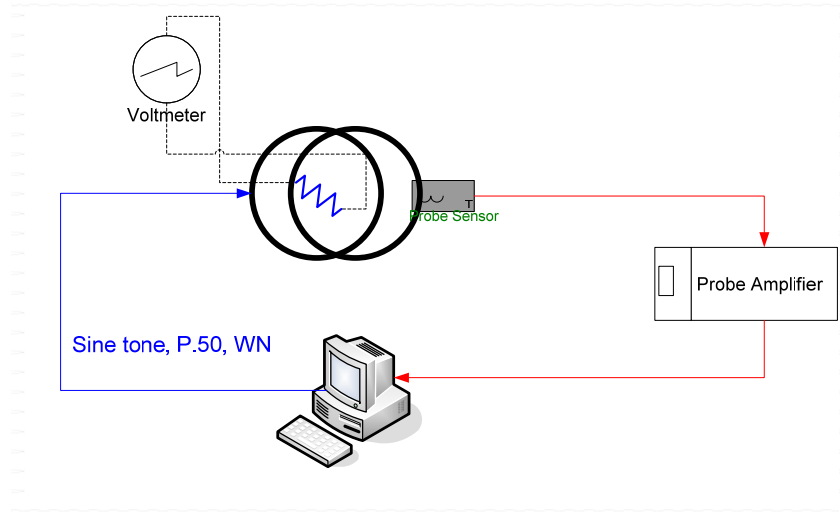 Voltmeter
T
Probe Sensor
Probe Amplifier
Sine tone, P.50, WN